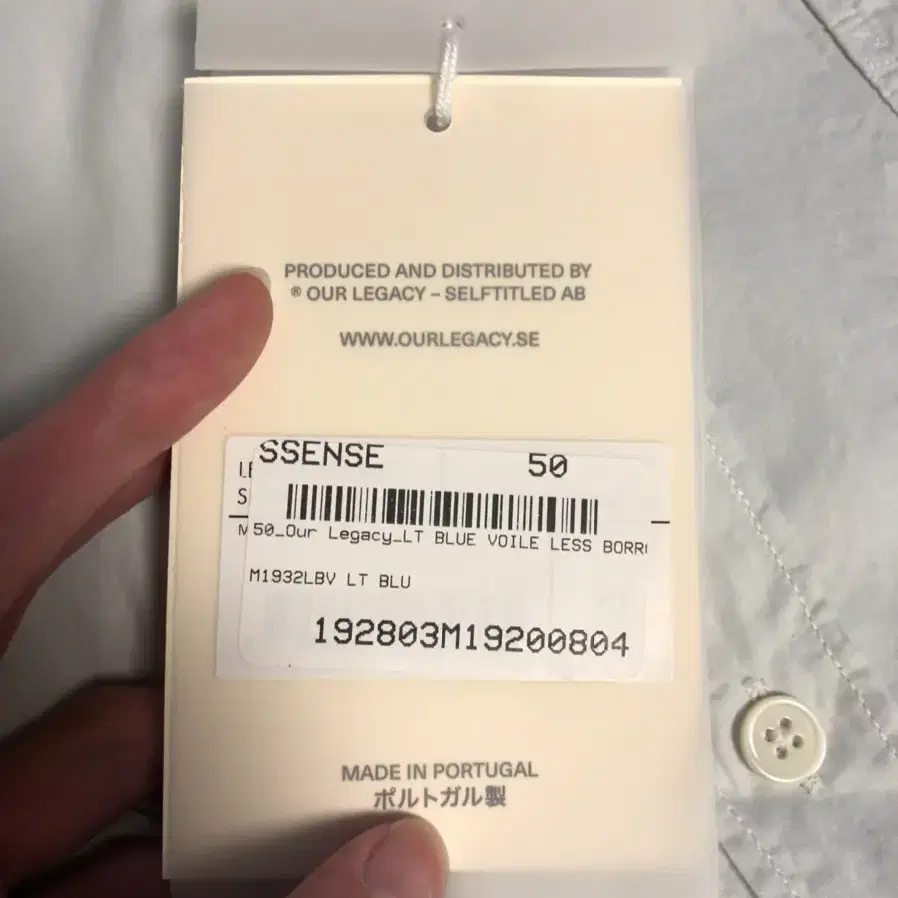 PRODUCED AND DISTRIBUTED BY
® OUR LEGACY – SELFTITLED AB
WWW.OURLEGACY.SE
SSENSE 50
50_Our Legacy_LT BLUE VOILE LESS BORR
M1932LBV LT BLU
192803M19200804
MADE IN PORTUGAL
ポルトガル製